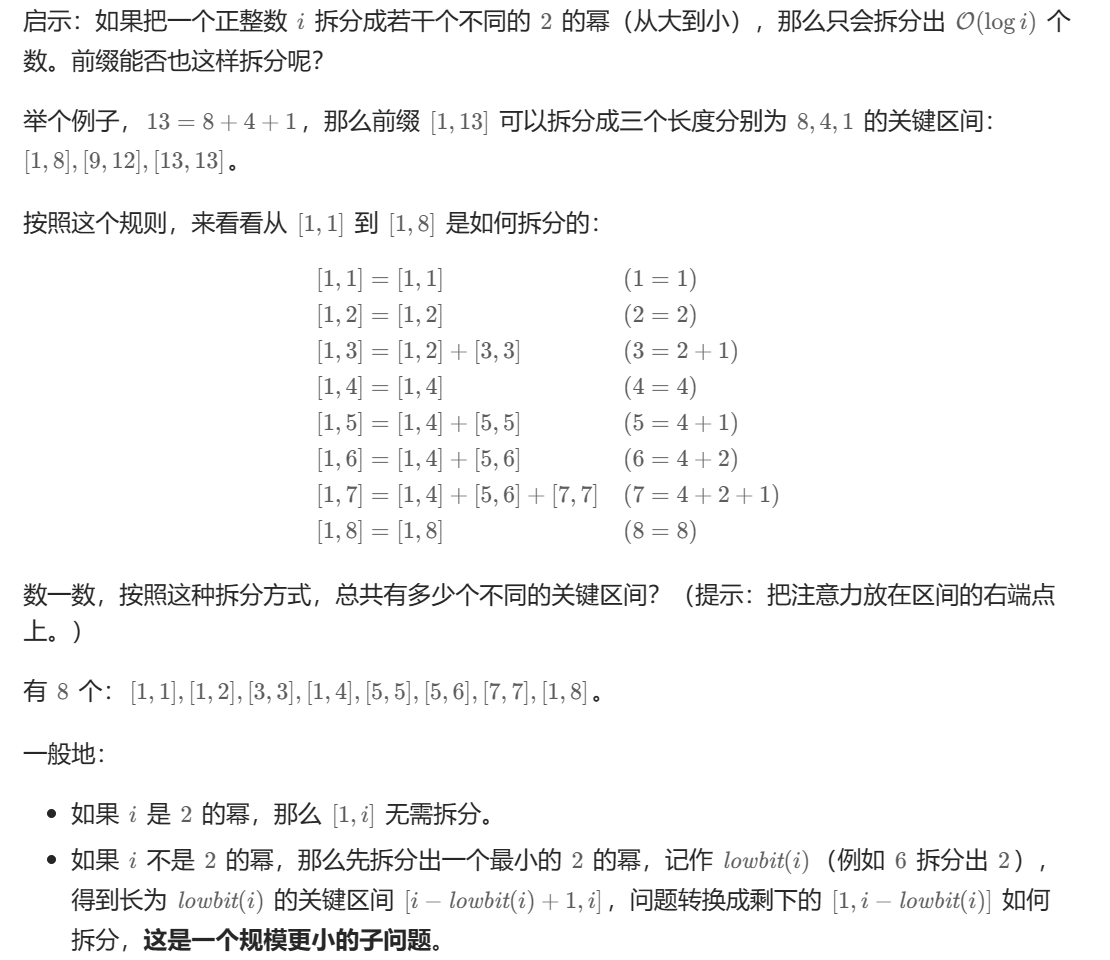 启示：如果把一个正整数 i 拆分成若干个不同的 2 的幂（从大到小），那么只会拆分出 𝒪(log i) 个
数。前缀能否也这样拆分呢？
举个例子，13 = 8 + 4 + 1，那么前缀 [1, 13] 可以拆分成三个长度分别为 8, 4, 1 的关键区间：
[1, 8], [9, 12], [13, 13]。
按照这个规则，来看看从 [1, 1] 到 [1, 8] 是如何拆分的：
[1, 1] = [1, 1] (1 = 1)
[1, 2] = [1, 2] (2 = 2)
[1, 3] = [1, 2] + [3, 3] (3 = 2 + 1)
[1, 4] = [1, 4] (4 = 4)
[1, 5] = [1, 4] + [5, 5] (5 = 4 + 1)
[1, 6] = [1, 4] + [5, 6] (6 = 4 + 2)
[1, 7] = [1, 4] + [5, 6] + [7, 7] (7 = 4 + 2 + 1)
[1, 8] = [1, 8] (8 = 8)
数一数，按照这种拆分方式，总共有多少个不同的关键区间？（提示：把注意力放在区间的右端点
上。）
有 8 个：[1, 1], [1, 2], [3, 3], [1, 4], [5, 5], [5, 6], [7, 7], [1, 8]。
一般地：
• 如果 i 是 2 的幂，那么 [1, i] 无需拆分。
• 如果 i 不是 2 的幂，那么先拆分出一个最小的 2 的幂，记作 lowbit(i)（例如 6 拆分出 2），
得到长为 lowbit(i) 的关键区间 [i − lowbit(i) + 1, i]，问题转换成剩下的 [1, i − lowbit(i)] 如何
拆分，这是一个规模更小的子问题。